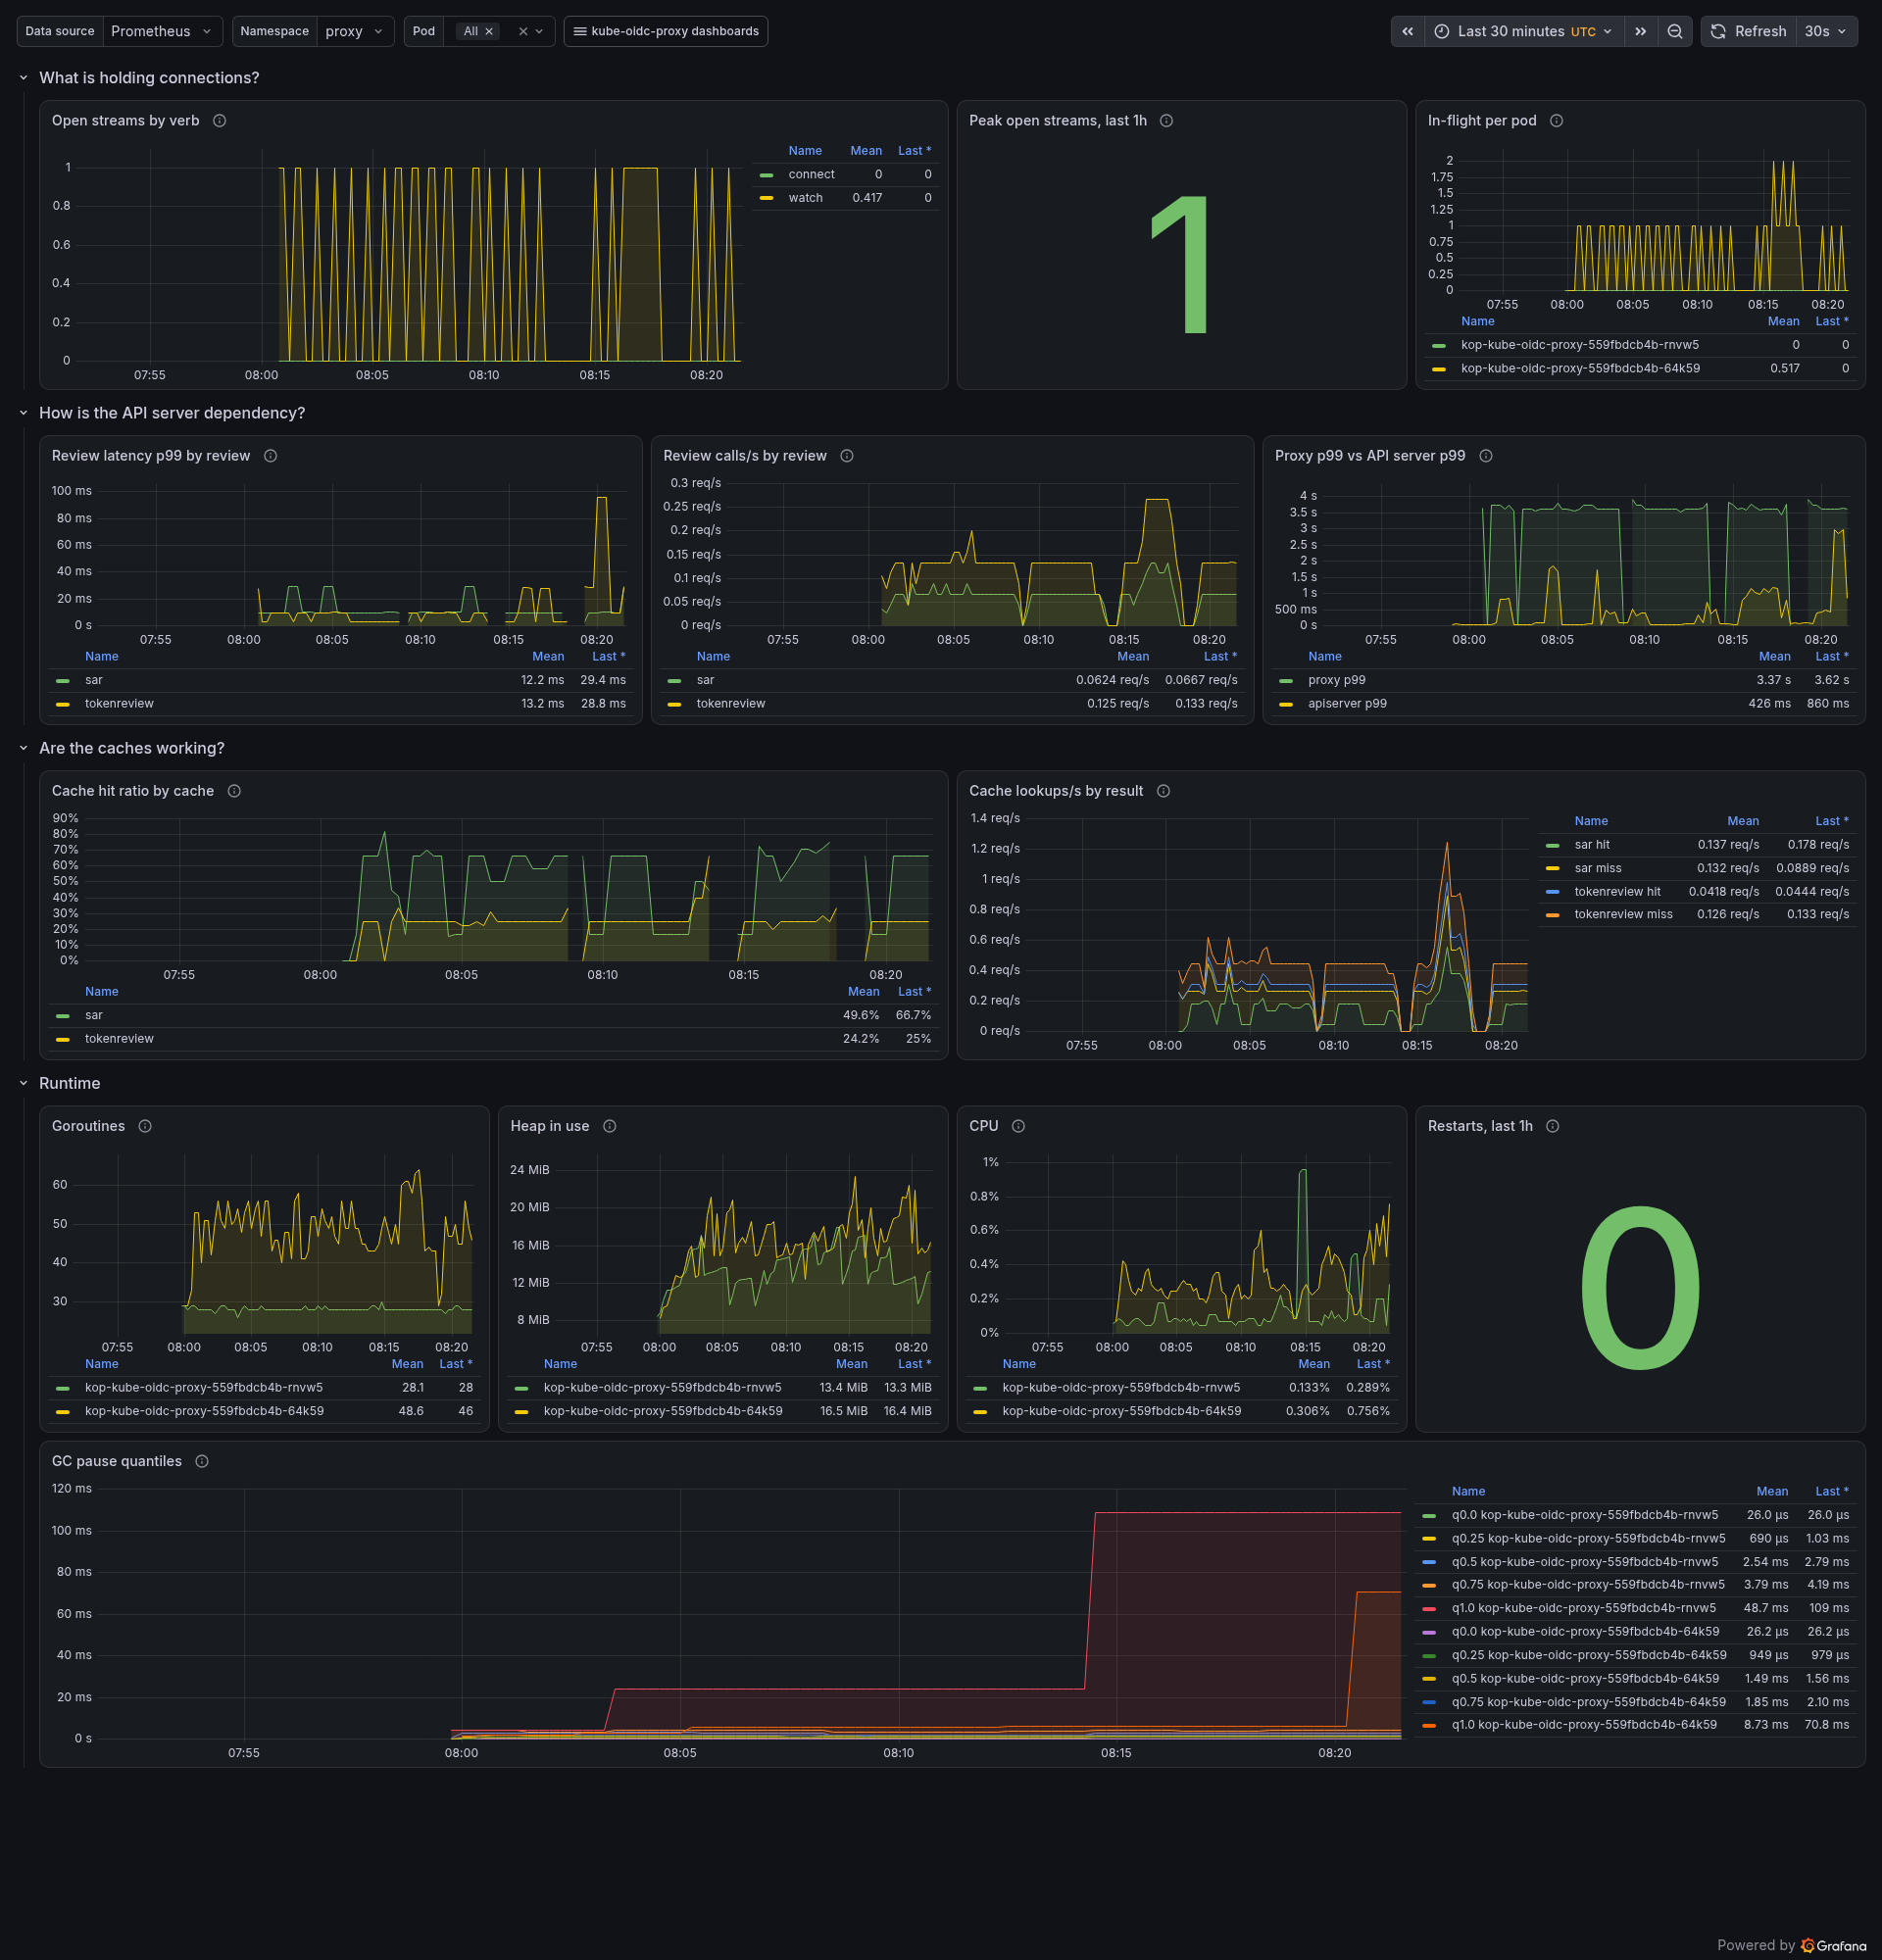 Data source Prometheus Namespace proxy Pod All kube-oidc-proxy dashboards Last 30 minutes UTC Refresh 30s
What is holding connections?
Open streams by verb
1
0.8
0.6
0.4
0.2
0
07:55 08:00 08:05 08:10 08:15 08:20
Name Mean Last *
connect 0 0
watch 0.417 0
Peak open streams, last 1h
1
In-flight per pod
2
1.75
1.5
1.25
1
0.75
0.5
0.25
0
07:55 08:00 08:05 08:10 08:15 08:20
Name Mean Last *
kop-kube-oidc-proxy-559fbdcb4b-rnvw5 0 0
kop-kube-oidc-proxy-559fbdcb4b-64k59 0.517 0
How is the API server dependency?
Review latency p99 by review
100 ms
80 ms
60 ms
40 ms
20 ms
0 s
07:55 08:00 08:05 08:10 08:15 08:20
Name Mean Last *
sar 12.2 ms 29.4 ms
tokenreview 13.2 ms 28.8 ms
Review calls/s by review
0.3 req/s
0.25 req/s
0.2 req/s
0.15 req/s
0.1 req/s
0.05 req/s
0 req/s
07:55 08:00 08:05 08:10 08:15 08:20
Name Mean Last *
sar 0.0624 req/s 0.0667 req/s
tokenreview 0.125 req/s 0.133 req/s
Proxy p99 vs API server p99
4 s
3.5 s
3 s
2.5 s
2 s
1.5 s
1 s
500 ms
0 s
07:55 08:00 08:05 08:10 08:15 08:20
Name Mean Last *
proxy p99 3.37 s 3.62 s
apiserver p99 426 ms 860 ms
Are the caches working?
Cache hit ratio by cache
90%
80%
70%
60%
50%
40%
30%
20%
10%
0%
07:55 08:00 08:05 08:10 08:15 08:20
Name Mean Last *
sar 49.6% 66.7%
tokenreview 24.2% 25%
Cache lookups/s by result
1.4 req/s
1.2 req/s
1 req/s
0.8 req/s
0.6 req/s
0.4 req/s
0.2 req/s
0 req/s
07:55 08:00 08:05 08:10 08:15 08:20
Name Mean Last *
sar hit 0.137 req/s 0.178 req/s
sar miss 0.132 req/s 0.0889 req/s
tokenreview hit 0.0418 req/s 0.0444 req/s
tokenreview miss 0.126 req/s 0.133 req/s
Runtime
Goroutines
60
50
40
30
07:55 08:00 08:05 08:10 08:15 08:20
Name Mean Last *
kop-kube-oidc-proxy-559fbdcb4b-rnvw5 28.1 28
kop-kube-oidc-proxy-559fbdcb4b-64k59 48.6 46
Heap in use
24 MiB
20 MiB
16 MiB
12 MiB
8 MiB
07:55 08:00 08:05 08:10 08:15 08:20
Name Mean Last *
kop-kube-oidc-proxy-559fbdcb4b-rnvw5 13.4 MiB 13.3 MiB
kop-kube-oidc-proxy-559fbdcb4b-64k59 16.5 MiB 16.4 MiB
CPU
1%
0.8%
0.6%
0.4%
0.2%
0%
07:55 08:00 08:05 08:10 08:15 08:20
Name Mean Last *
kop-kube-oidc-proxy-559fbdcb4b-rnvw5 0.133% 0.289%
kop-kube-oidc-proxy-559fbdcb4b-64k59 0.306% 0.756%
Restarts, last 1h
0
GC pause quantiles
120 ms
100 ms
80 ms
60 ms
40 ms
20 ms
0 s
07:55 08:00 08:05 08:10 08:15 08:20
Name Mean Last *
q0.0 kop-kube-oidc-proxy-559fbdcb4b-rnvw5 26.0 µs 26.0 µs
q0.25 kop-kube-oidc-proxy-559fbdcb4b-rnvw5 690 µs 1.03 ms
q0.5 kop-kube-oidc-proxy-559fbdcb4b-rnvw5 2.54 ms 2.79 ms
q0.75 kop-kube-oidc-proxy-559fbdcb4b-rnvw5 3.79 ms 4.19 ms
q1.0 kop-kube-oidc-proxy-559fbdcb4b-rnvw5 48.7 ms 109 ms
q0.0 kop-kube-oidc-proxy-559fbdcb4b-64k59 26.2 µs 26.2 µs
q0.25 kop-kube-oidc-proxy-559fbdcb4b-64k59 949 µs 979 µs
q0.5 kop-kube-oidc-proxy-559fbdcb4b-64k59 1.49 ms 1.56 ms
q0.75 kop-kube-oidc-proxy-559fbdcb4b-64k59 1.85 ms 2.10 ms
q1.0 kop-kube-oidc-proxy-559fbdcb4b-64k59 8.73 ms 70.8 ms
Powered by Grafana